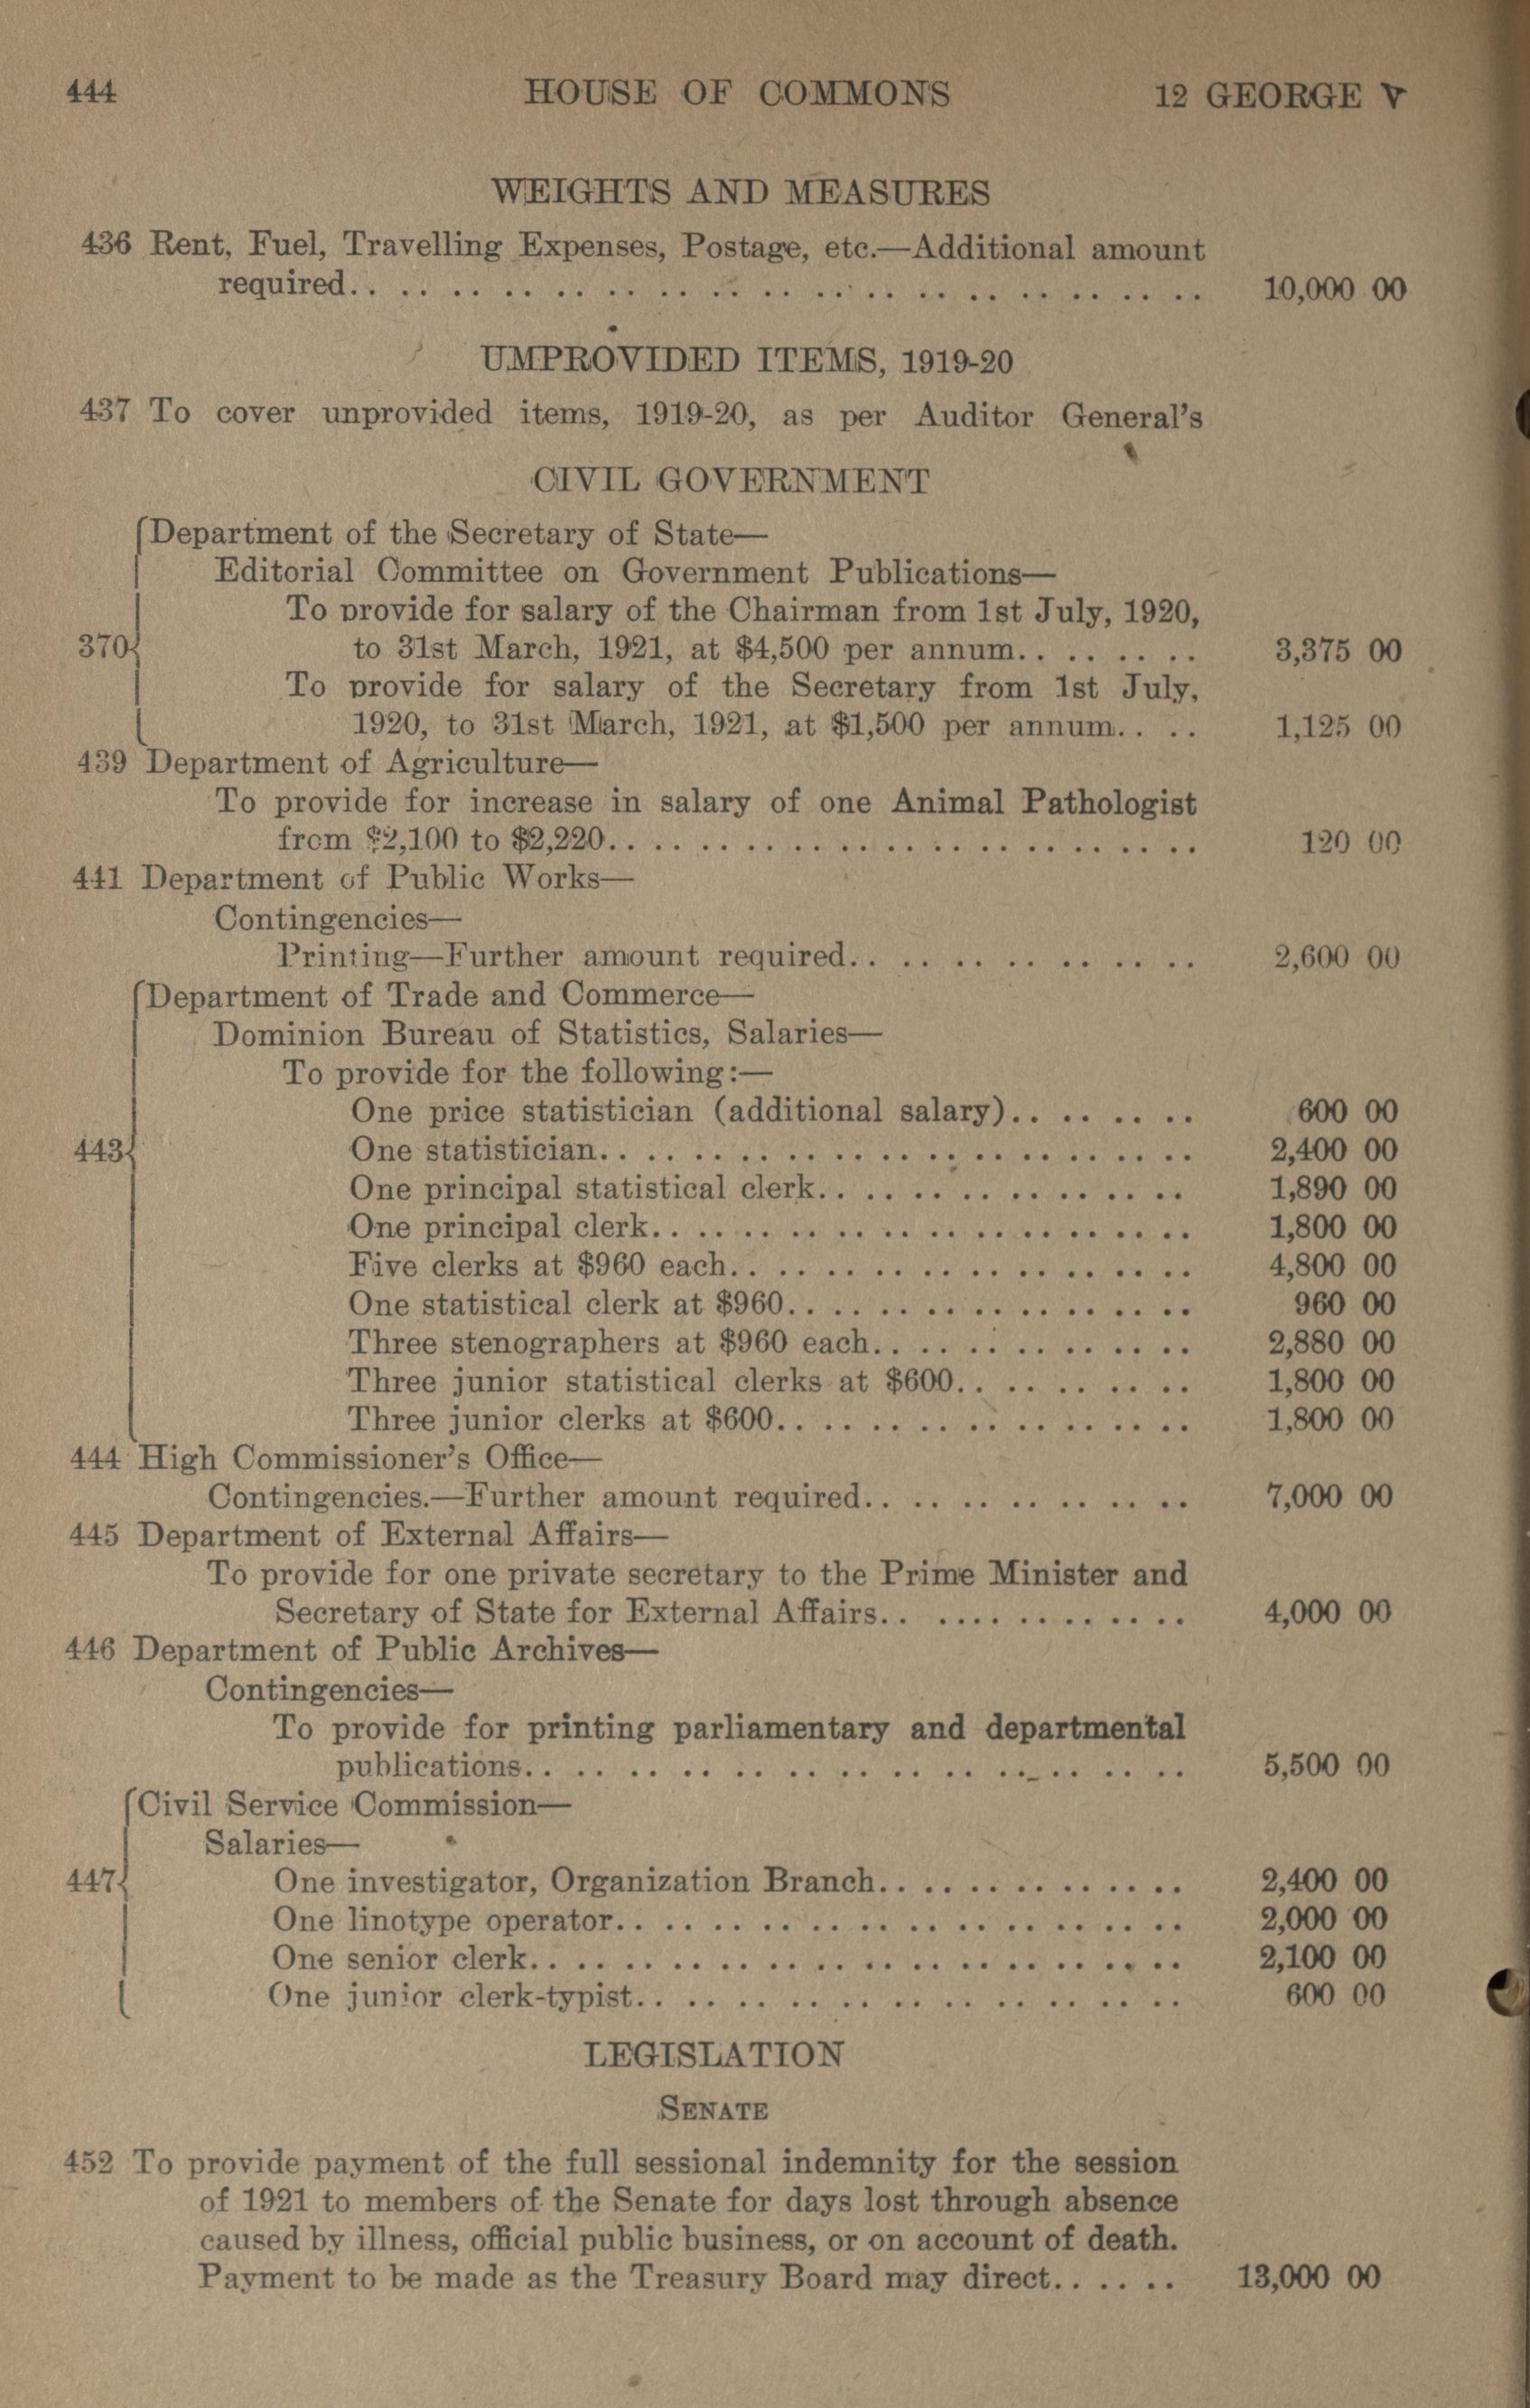 444 HOUSE OF COMMONS 12 GEORGE V
WEIGHTS AND MEASURES
436 Rent, Fuel, Travelling Expenses, Postage, etc.—Additional amount
required.. .. .. .. .. .. .. .. .. .. .. .. .. .. .. .. .. 10,000 00
UMPROVIDED ITEMS, 1919-20
437 To cover unprovided items, 1919-20, as per Auditor General's
CIVIL GOVERNMENT
Department of the Secretary of State—
Editorial Committee on Government Publications—
To provide for salary of the Chairman from 1st July, 1920,
370 to 31st March, 1921, at $4,500 per annum.. .. .. .. 3,375 00
To provide for salary of the Secretary from 1st July,
1920, to 31st March, 1921, at $1,500 per annum.. .. 1,125 00
439 Department of Agriculture—
To provide for increase in salary of one Animal Pathologist
from $2,100 to $2,220.. .. .. .. .. .. .. .. .. .. .. .. .. 120 00
441 Department of Public Works—
Contingencies—
Printing—Further amount required.. .. .. .. .. .. .. 2,600 00
Department of Trade and Commerce—
Dominion Bureau of Statistics, Salaries—
To provide for the following:—
One price statistician (additional salary).. .. .. .. 600 00
443 One statistician.. .. .. .. .. .. .. .. .. .. .. .. .. 2,400 00
One principal statistical clerk.. .. .. .. .. .. .. .. 1,890 00
One principal clerk.. .. .. .. .. .. .. .. .. .. .. .. 1,800 00
Five clerks at $960 each.. .. .. .. .. .. .. .. .. .. 4,800 00
One statistical clerk at $960.. .. .. .. .. .. .. .. .. 960 00
Three stenographers at $960 each.. .. .. .. .. .. .. 2,880 00
Three junior statistical clerks at $600.. .. .. .. .. 1,800 00
Three junior clerks at $600.. .. .. .. .. .. .. .. .. 1,800 00
444 High Commissioner's Office—
Contingencies.—Further amount required.. .. .. .. .. .. .. 7,000 00
445 Department of External Affairs—
To provide for one private secretary to the Prime Minister and
Secretary of State for External Affairs.. .. .. .. .. .. .. 4,000 00
446 Department of Public Archives—
Contingencies—
To provide for printing parliamentary and departmental
publications.. .. .. .. .. .. .. .. .. .. .. .. .. 5,500 00
Civil Service Commission—
Salaries—
447 One investigator, Organization Branch.. .. .. .. .. .. .. 2,400 00
One linotype operator.. .. .. .. .. .. .. .. .. .. .. .. 2,000 00
One senior clerk.. .. .. .. .. .. .. .. .. .. .. .. .. .. 2,100 00
One junior clerk-typist.. .. .. .. .. .. .. .. .. .. .. 600 00
LEGISLATION
SENATE
452 To provide payment of the full sessional indemnity for the session
of 1921 to members of the Senate for days lost through absence
caused by illness, official public business, or on account of death.
Payment to be made as the Treasury Board may direct.. .. .. 13,000 00